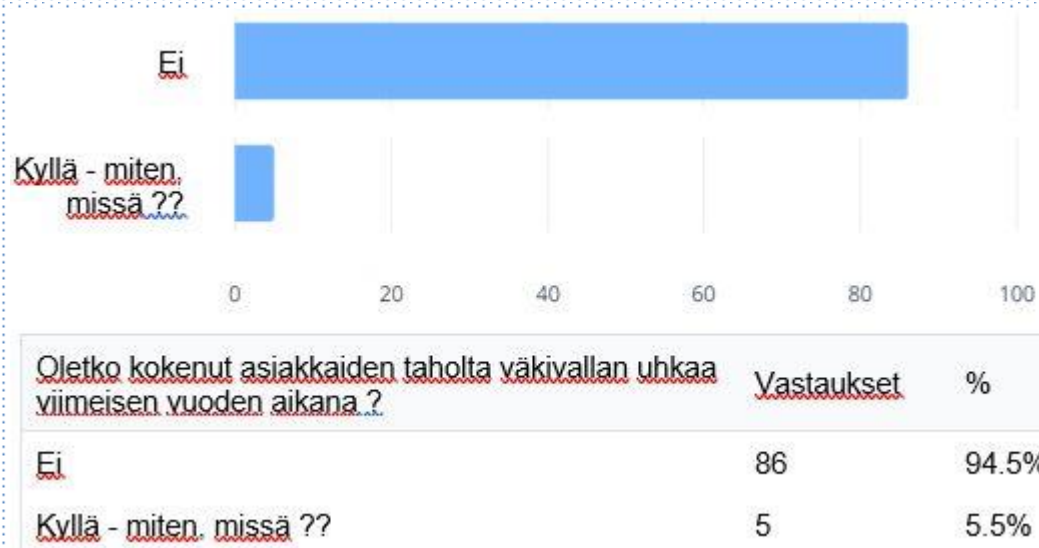 Ei
Kyllä - miten,
missä ??
0 20 40 60 80 100
Oletko kokenut asiakkaiden taholta väkivallan uhkaa
viimeisen vuoden aikana ?
Vastaukset %
Ei 86 94.5%
Kyllä - miten, missä ?? 5 5.5%